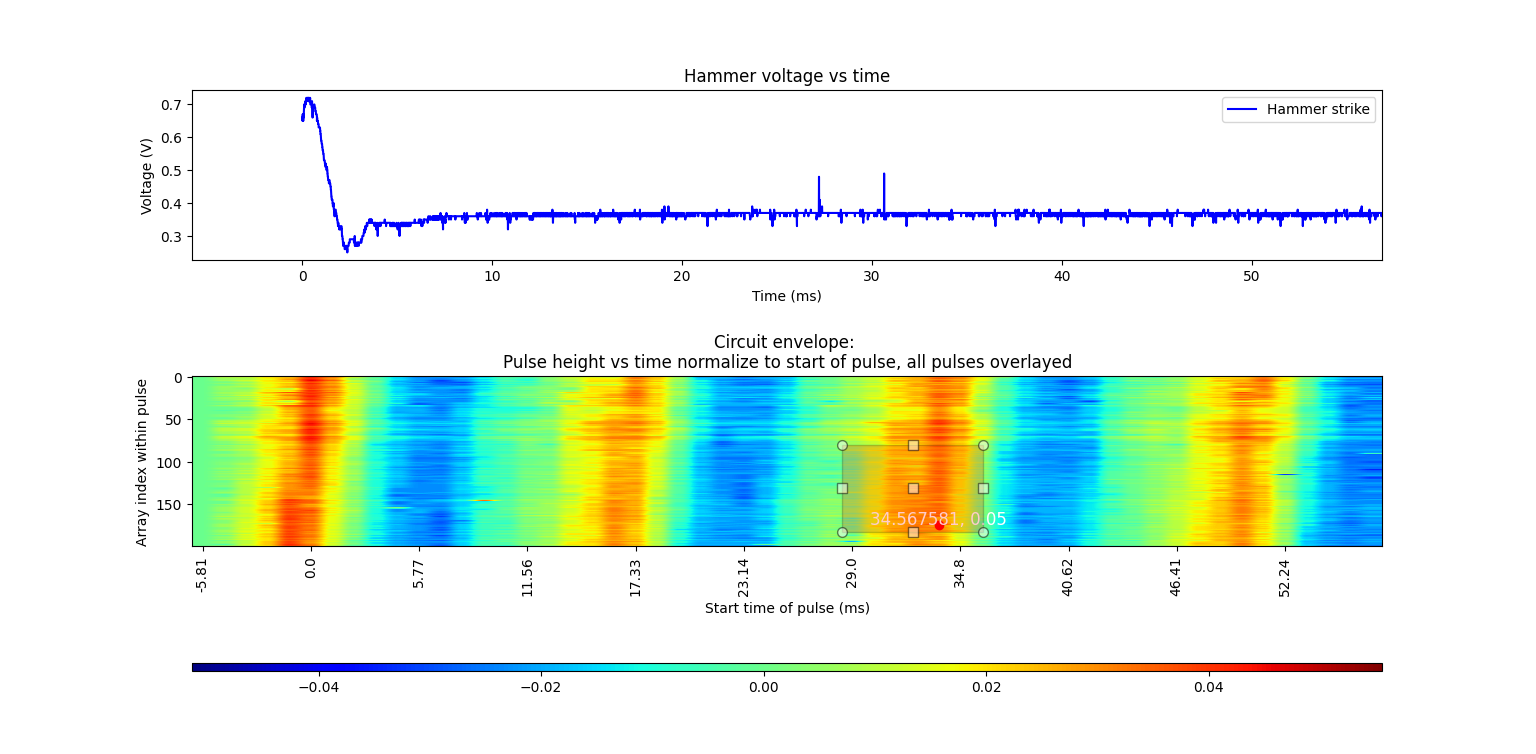 Hammer voltage vs time
Hammer strike
Voltage (V)
0.7
0.6
0.5
0.4
0.3
0 10 20 30 40 50
Time (ms)
Circuit envelope:
Pulse height vs time normalize to start of pulse, all pulses overlayed
Array index within pulse
0
50
100
150
34.567581, 0.05
-5.81 0.0 5.77 11.56 17.33 23.14 29.0 34.8 40.62 46.41 52.24
Start time of pulse (ms)
−0.04 −0.02 0.00 0.02 0.04